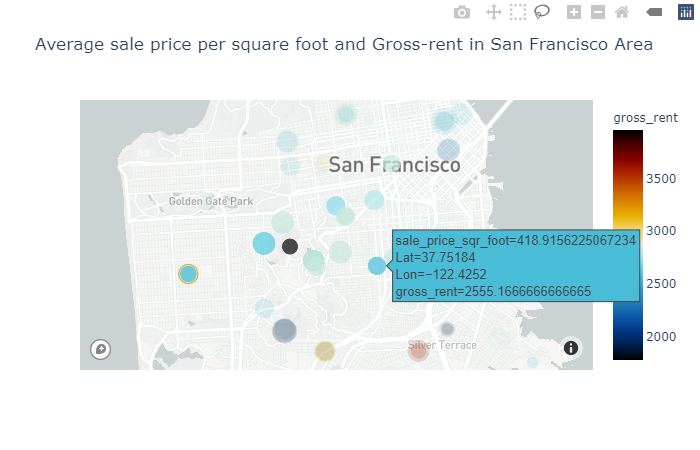 Average sale price per square foot and Gross-rent in San Francisco Area
gross_rent
San Francisco
3500
Golden Gate Park
3000
sale_price_sqr_foot=418.9156225067234
Lat=37.75184
Lon=−122.4252
gross_rent=2555.1666666666665
2500
2000
Silver Terrace